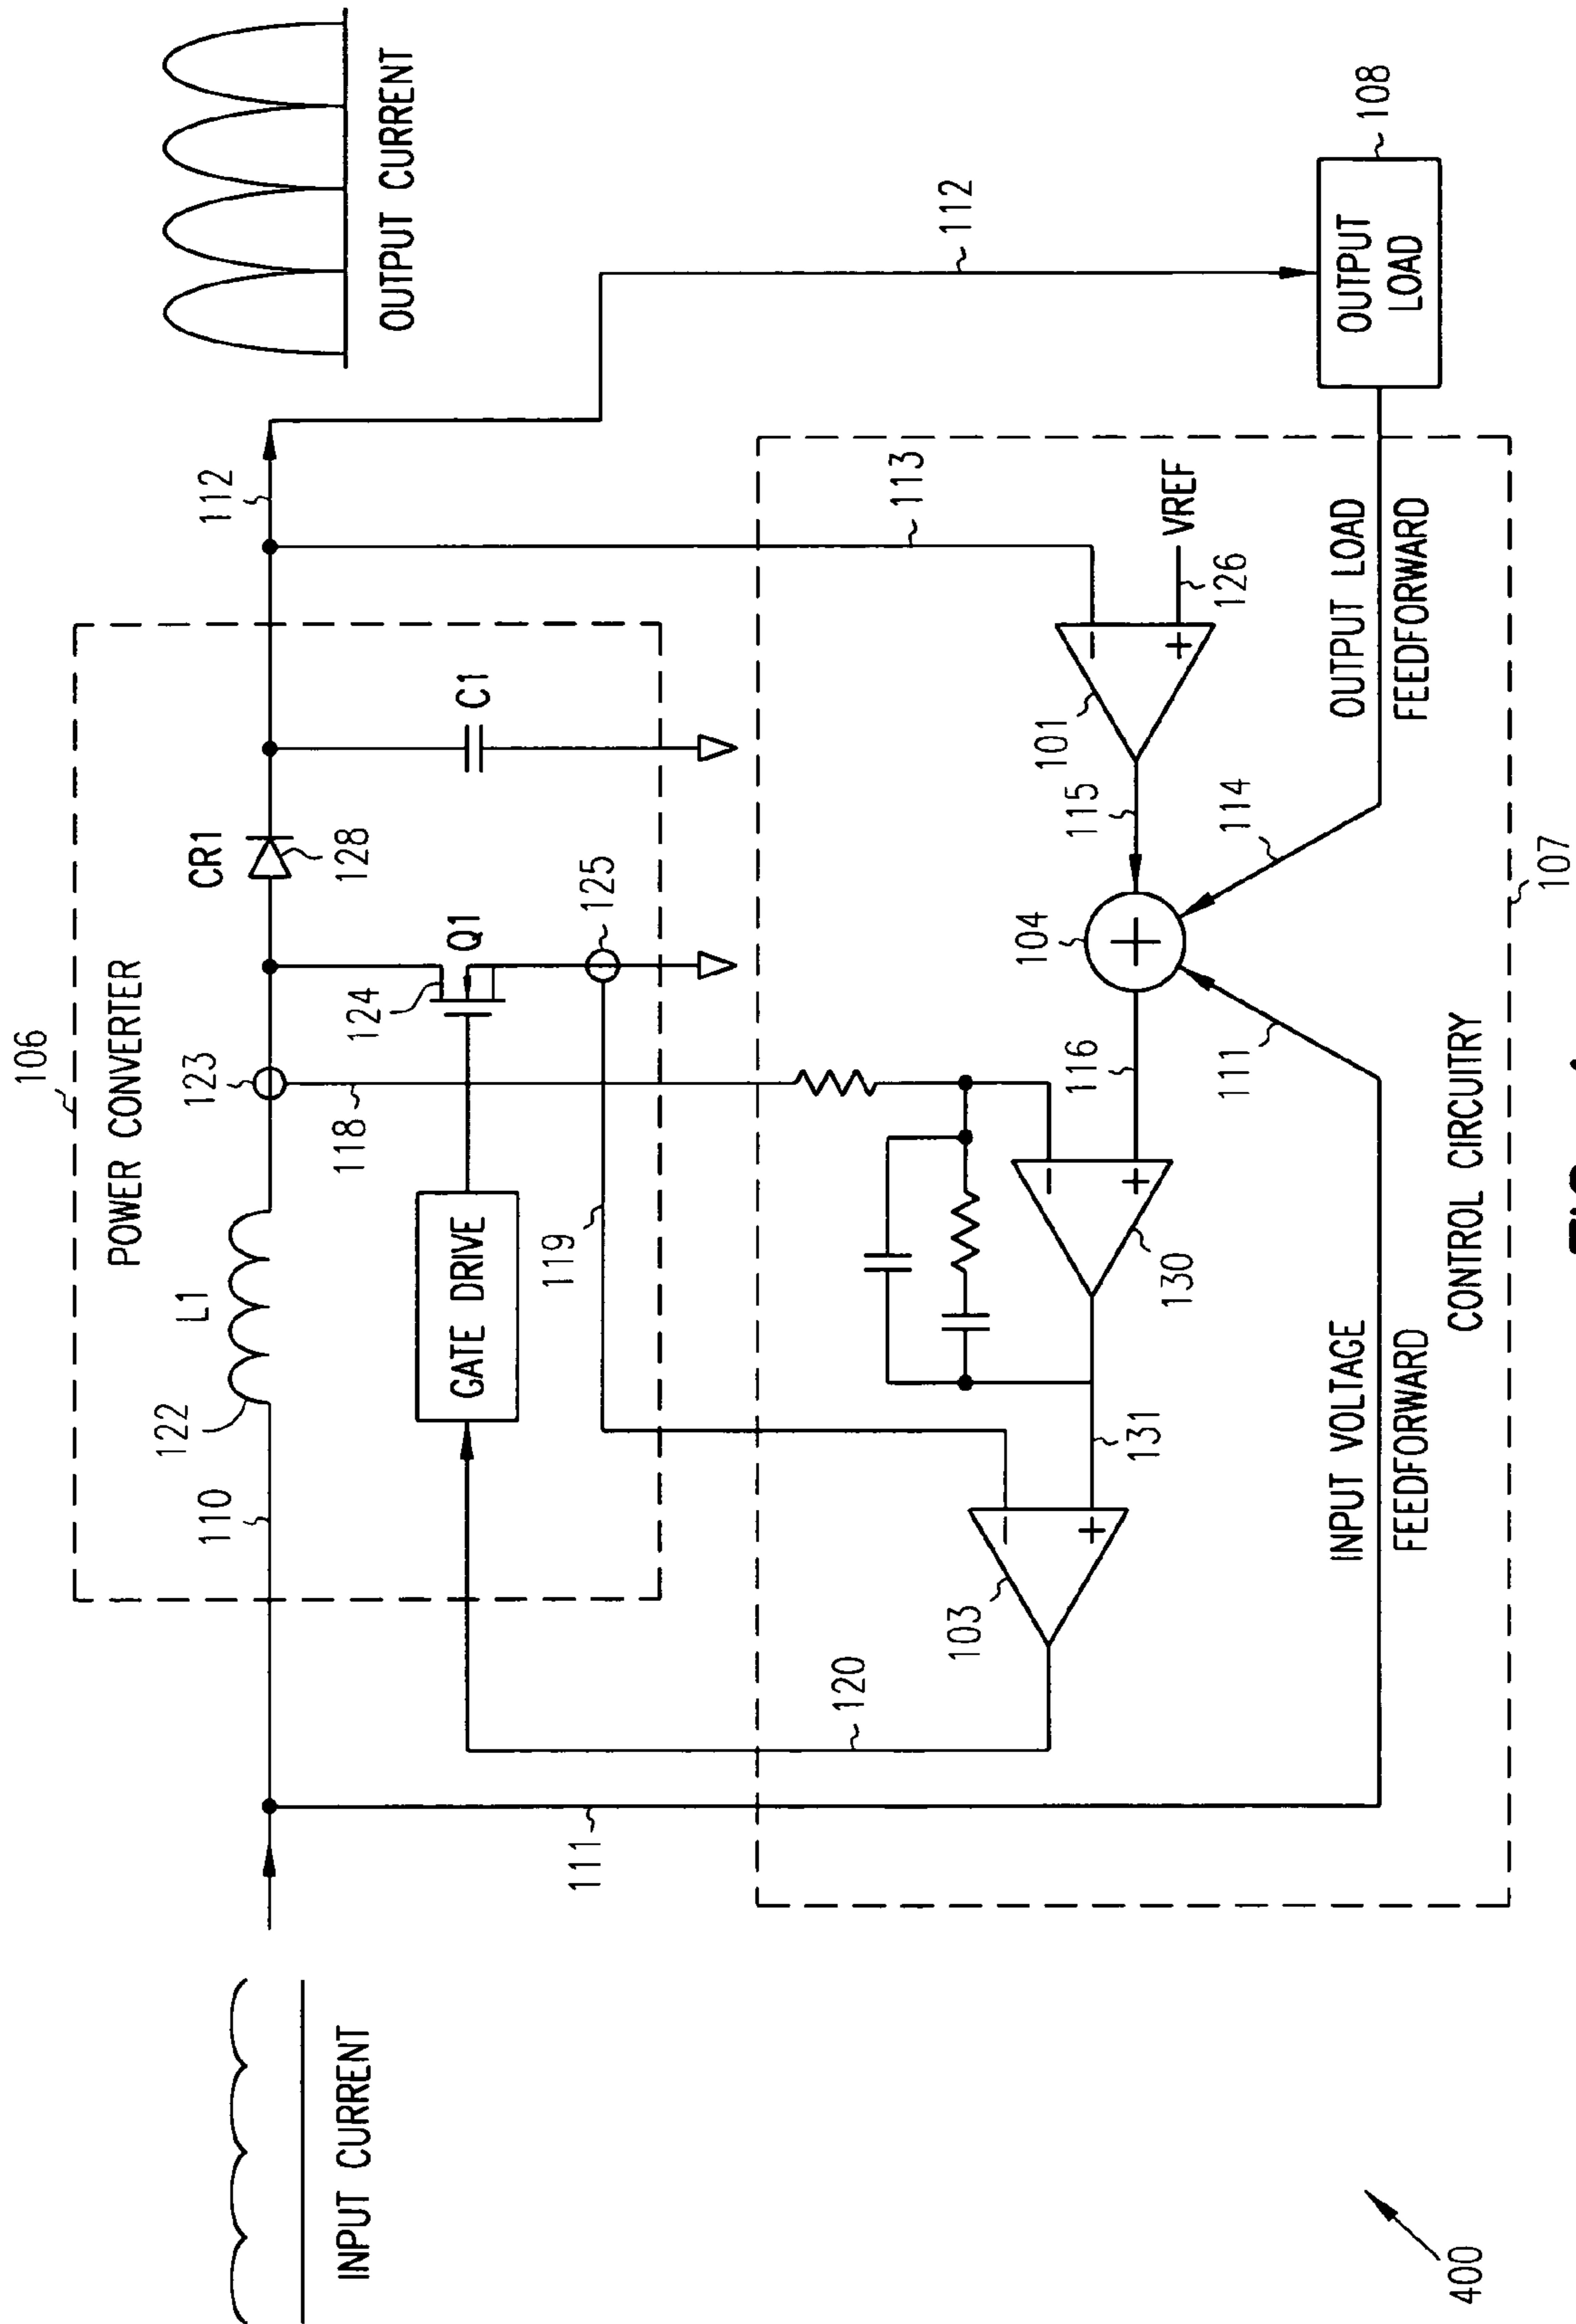 106
POWER CONVERTER
110
122
L1
123
CR1
128
112
OUTPUT CURRENT
INPUT CURRENT
118
124
Q1
125
C1
GATE DRIVE
119
113
112
111
120
103
131
130
116
104
115
101
126
VREF
108
OUTPUT
LOAD
INPUT VOLTAGE
FEEDFORWARD
111
114
OUTPUT LOAD
FEEDFORWARD
CONTROL CIRCUITRY
107
400